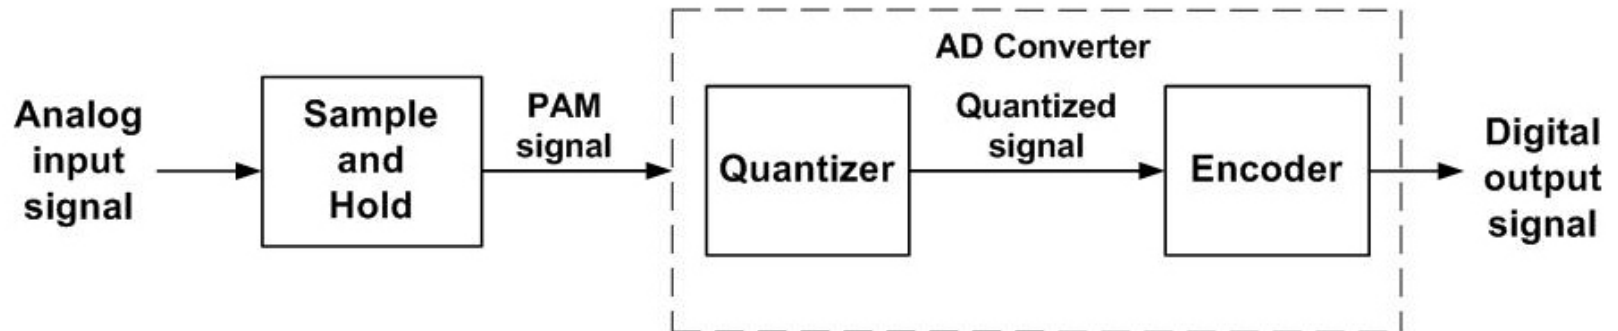 Analog
input
signal
Sample
and
Hold
PAM
signal
AD Converter
Quantizer
Quantized
signal
Encoder
Digital
output
signal